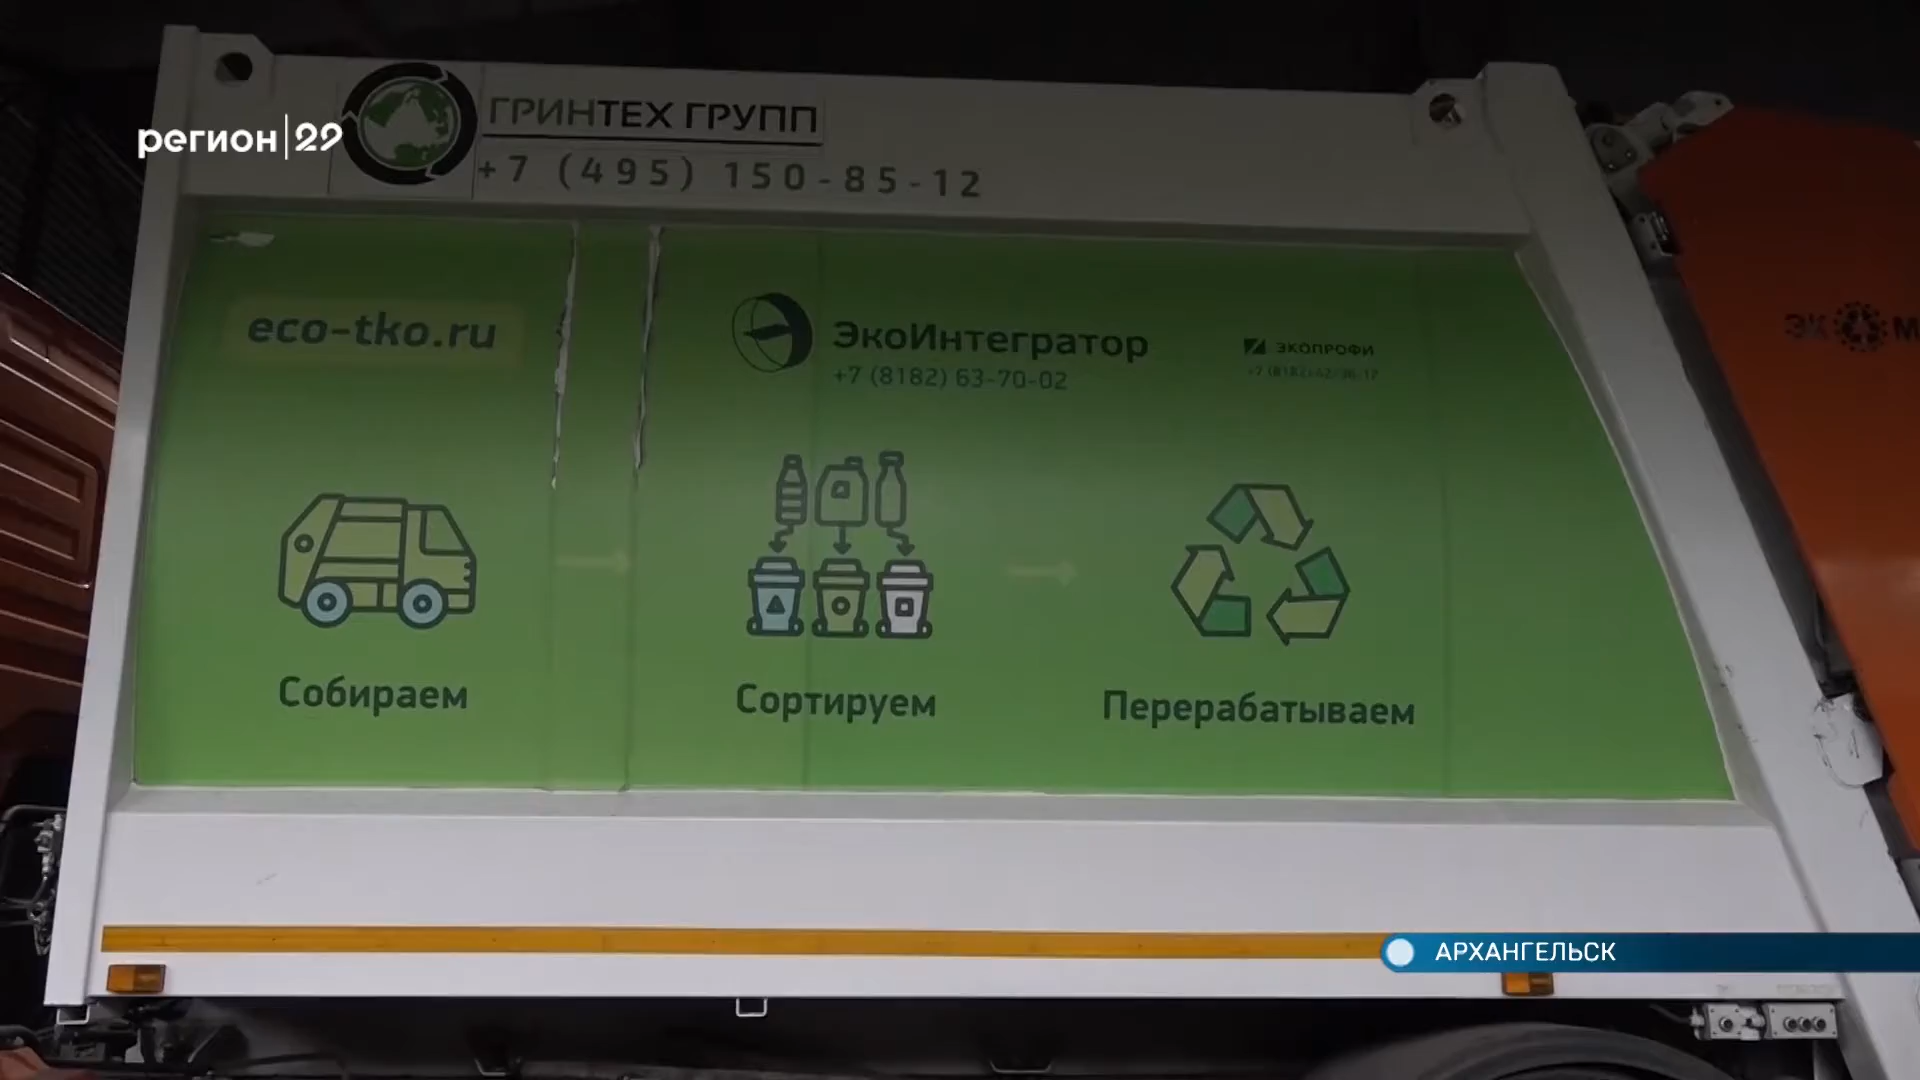 регион|29
ГРИНТЕХ ГРУПП
+7 (495) 150-85-12
eco-tko.ru
ЭкоИнтегратор
+7 (8182) 63-70-02
ЭКОПРОФИ
ЭК М
Собираем
Сортируем
Перерабатываем
АРХАНГЕЛЬСК